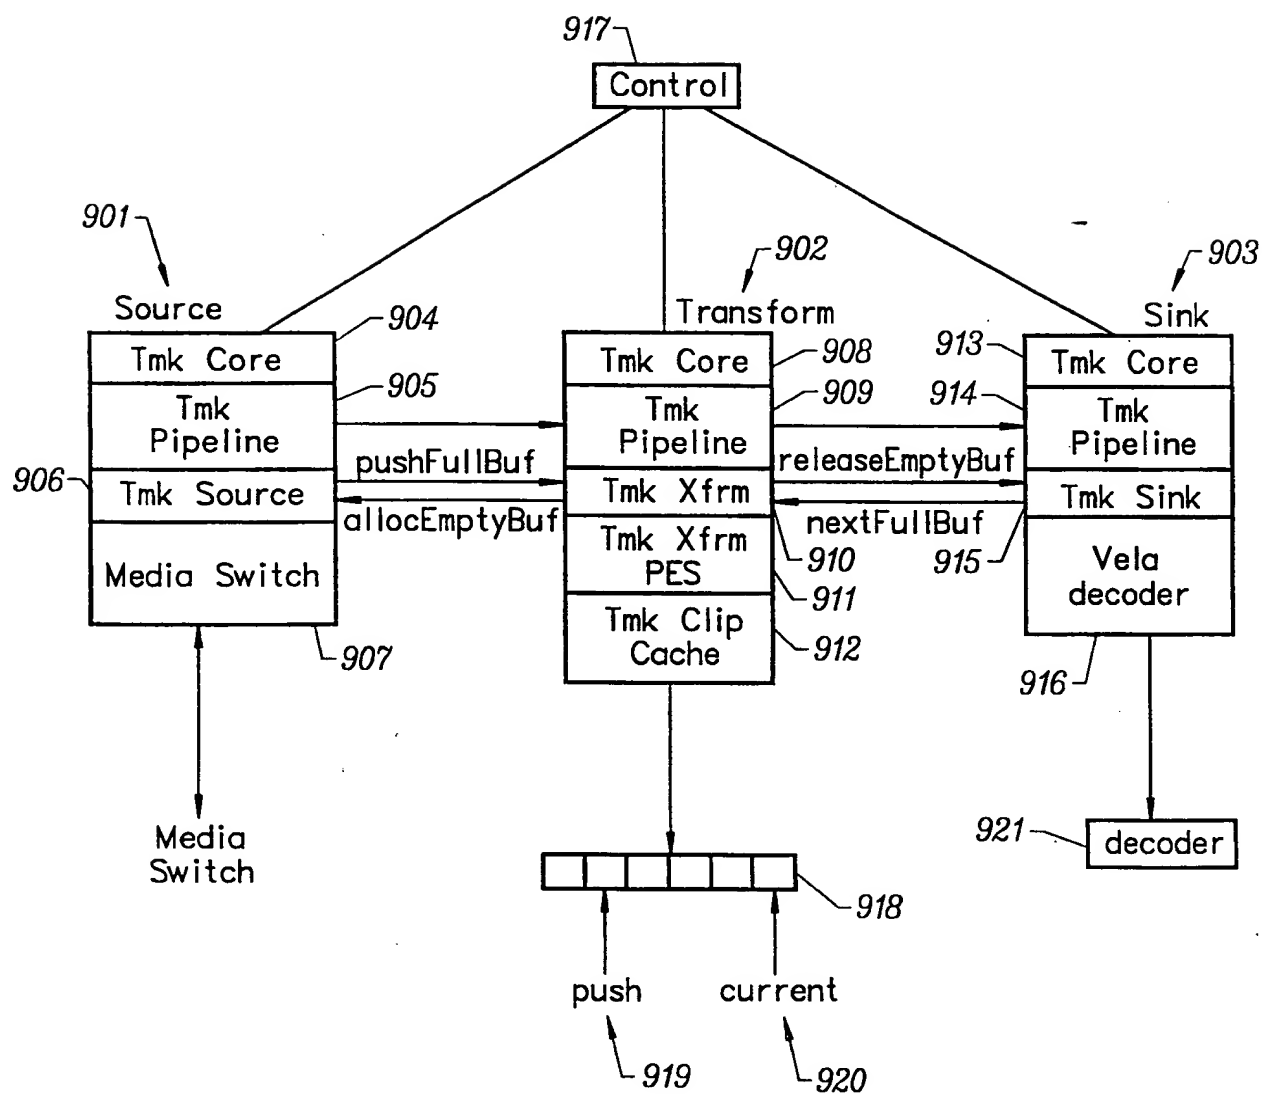 917
Control
901
902
903
Source
Transform
Sink
904
908
913
Tmk Core
Tmk Core
Tmk Core
905
909
914
Tmk
Pipeline
Tmk
Pipeline
Tmk
Pipeline
pushFullBuf
releaseEmptyBuf
906
Tmk Source
Tmk Xfrm
Tmk Sink
allocEmptyBuf
nextFullBuf
910
915
Media Switch
Tmk Xfrm
PES
911
Vela
decoder
907
Tmk Clip
Cache
912
916
Media
Switch
921
decoder
918
push
current
919
920